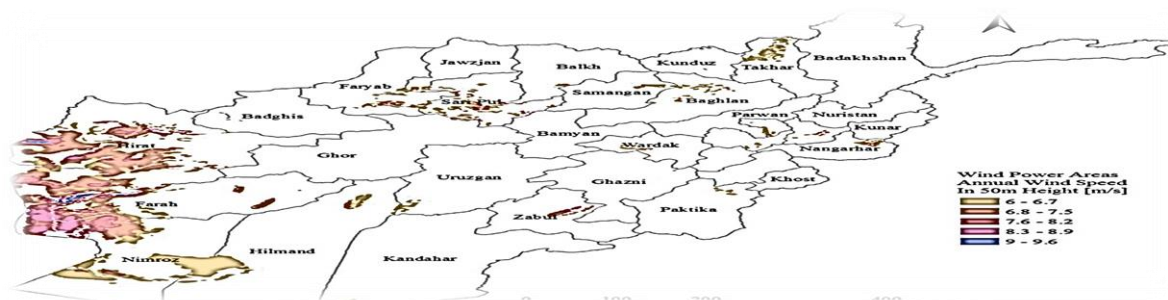 Jawzjan
Balkh
Kunduz
Takhar
Badakhshan
Faryab
Sari Pul
Samangan
Baghlan
Badghis
Parwan
Nuristan
Hirat
Bamyan
Kunar
Ghor
Wardak
Nangarhar
Uruzgan
Ghazni
Khost
Farah
Zabul
Paktika
Hilmand
Nimroz
Kandahar
Wind Power Areas
Annual Wind Speed
In 50m Height [m/s]
6 - 6.7
6.8 - 7.5
7.6 - 8.2
8.3 - 8.9
9 - 9.6